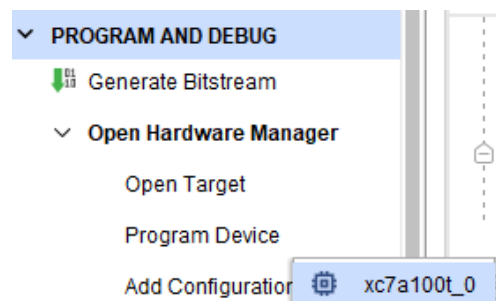 PROGRAM AND DEBUG
Generate Bitstream
Open Hardware Manager
Open Target
Program Device
Add Configuration xc7a100t_0